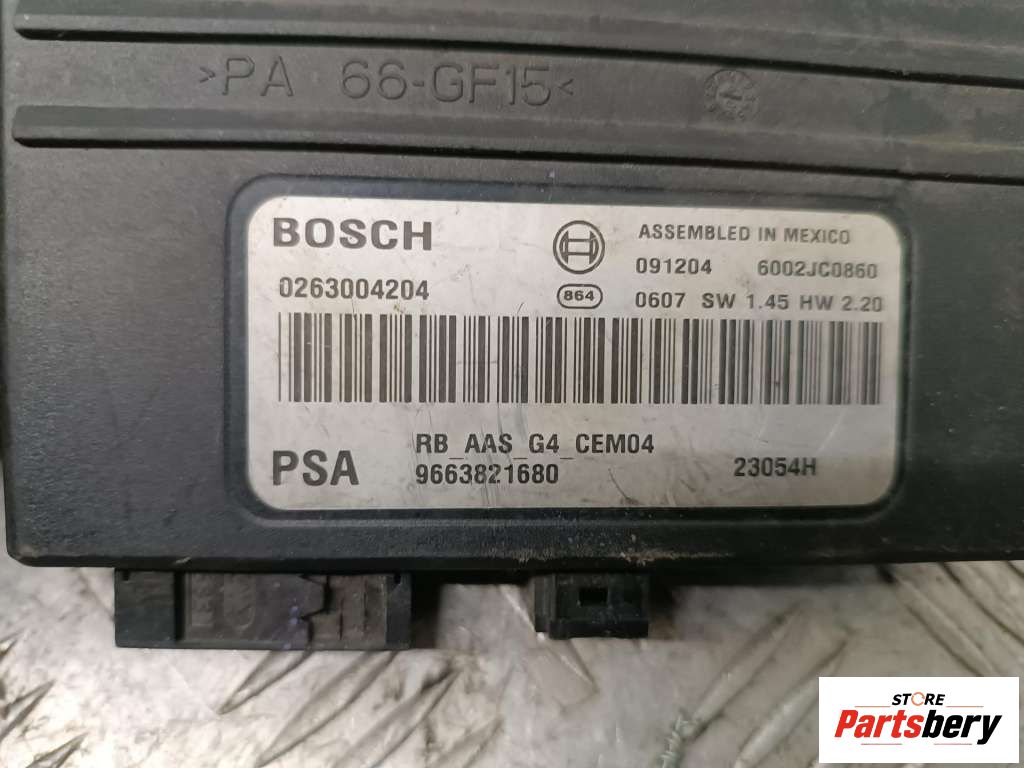 >PA 66-GF15<
BOSCH
ASSEMBLED IN MEXICO
091204 6002JC0860
0263004204
864
0607 SW 1.45 HW 2.20
RB_AAS_G4_CEM04
PSA
9663821680
23054H
STORE
Partsbery